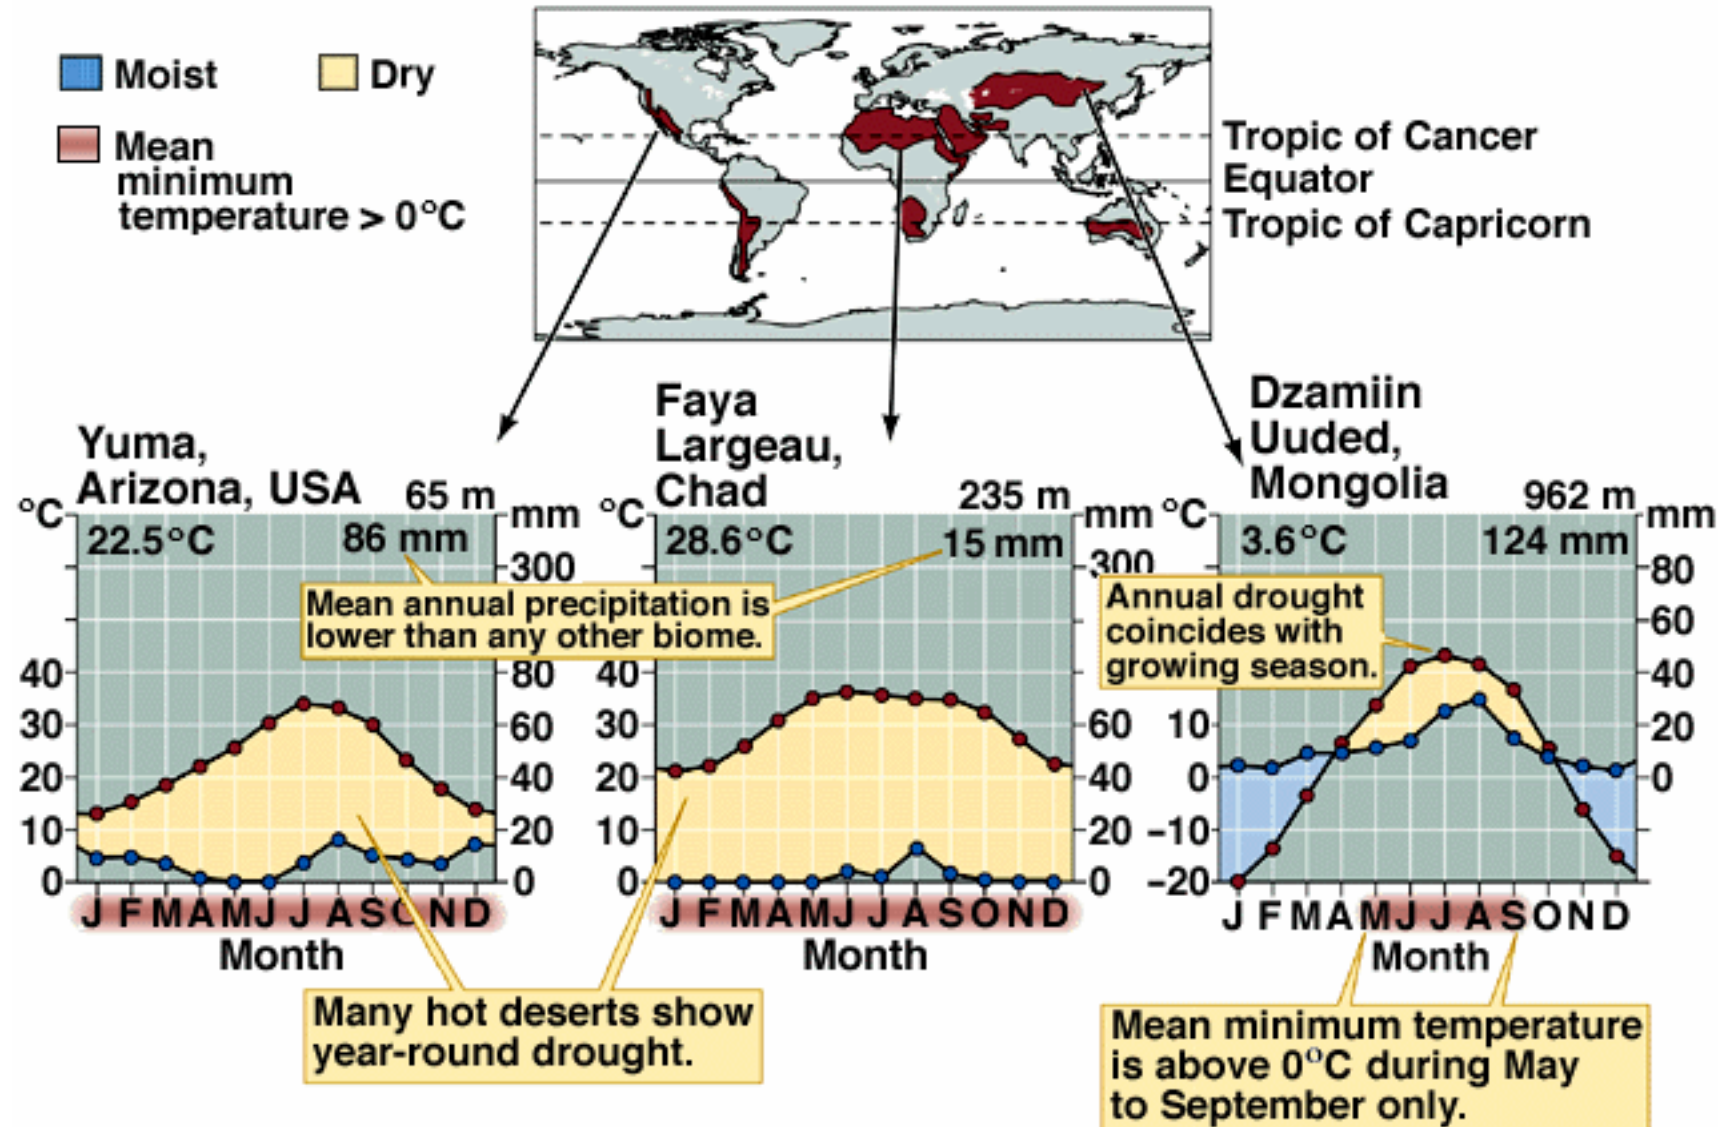 Moist
Dry
Mean
minimum
temperature > 0°C
Tropic of Cancer
Equator
Tropic of Capricorn
Yuma,
Arizona, USA
65 m
°C
mm
22.5°C
86 mm
300
80
60
40
20
0
40
30
20
10
0
J F M A M J J A S O N D
Month
Faya
Largeau,
Chad
235 m
°C
mm
28.6°C
15 mm
300
60
40
20
0
40
30
20
10
0
J F M A M J J A S O N D
Month
Dzamiin
Uuded,
Mongolia
962 m
°C
mm
3.6°C
124 mm
80
60
40
20
0
10
0
−10
−20
J F M A M J J A S O N D
Month
Mean annual precipitation is
lower than any other biome.
Annual drought
coincides with
growing season.
Many hot deserts show
year-round drought.
Mean minimum temperature
is above 0°C during May
to September only.